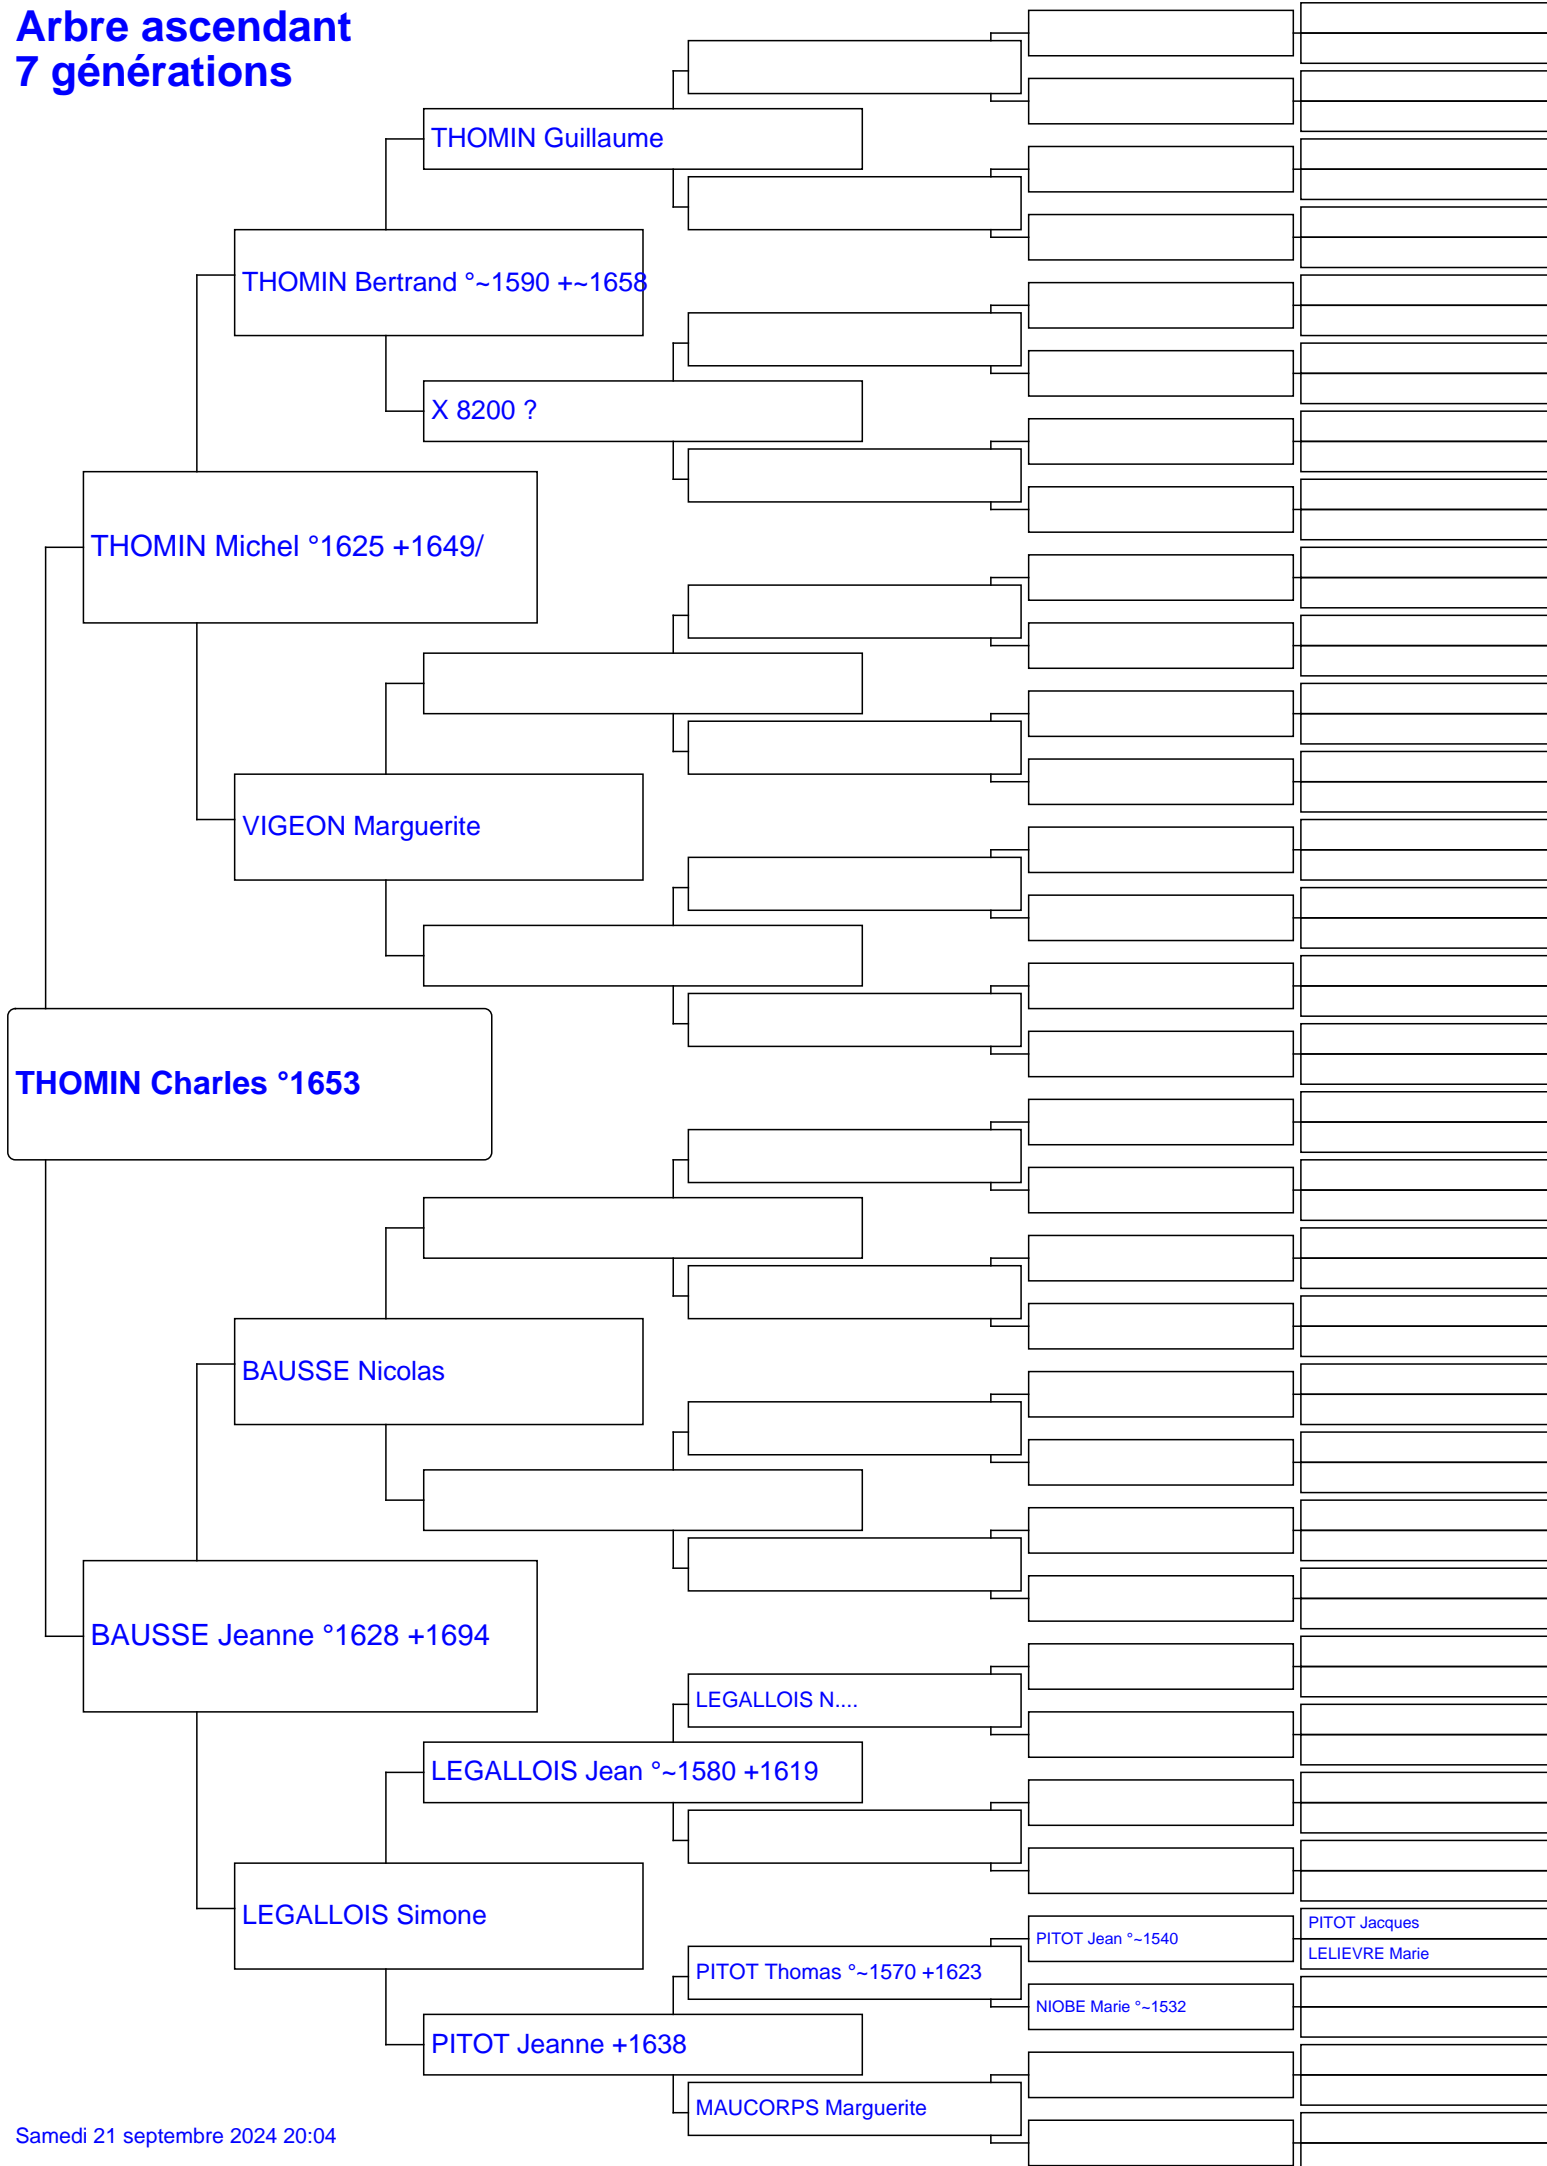 Arbre ascendant
7 générations
THOMIN Guillaume
THOMIN Bertrand °~1590 +~1658
X 8200 ?
THOMIN Michel °1625 +1649/
VIGEON Marguerite
THOMIN Charles °1653
BAUSSE Nicolas
BAUSSE Jeanne °1628 +1694
LEGALLOIS N....
LEGALLOIS Jean °~1580 +1619
LEGALLOIS Simone
PITOT Jacques
PITOT Jean °~1540
LELIEVRE Marie
PITOT Thomas °~1570 +1623
NIOBE Marie °~1532
PITOT Jeanne +1638
MAUCORPS Marguerite
Samedi 21 septembre 2024 20:04